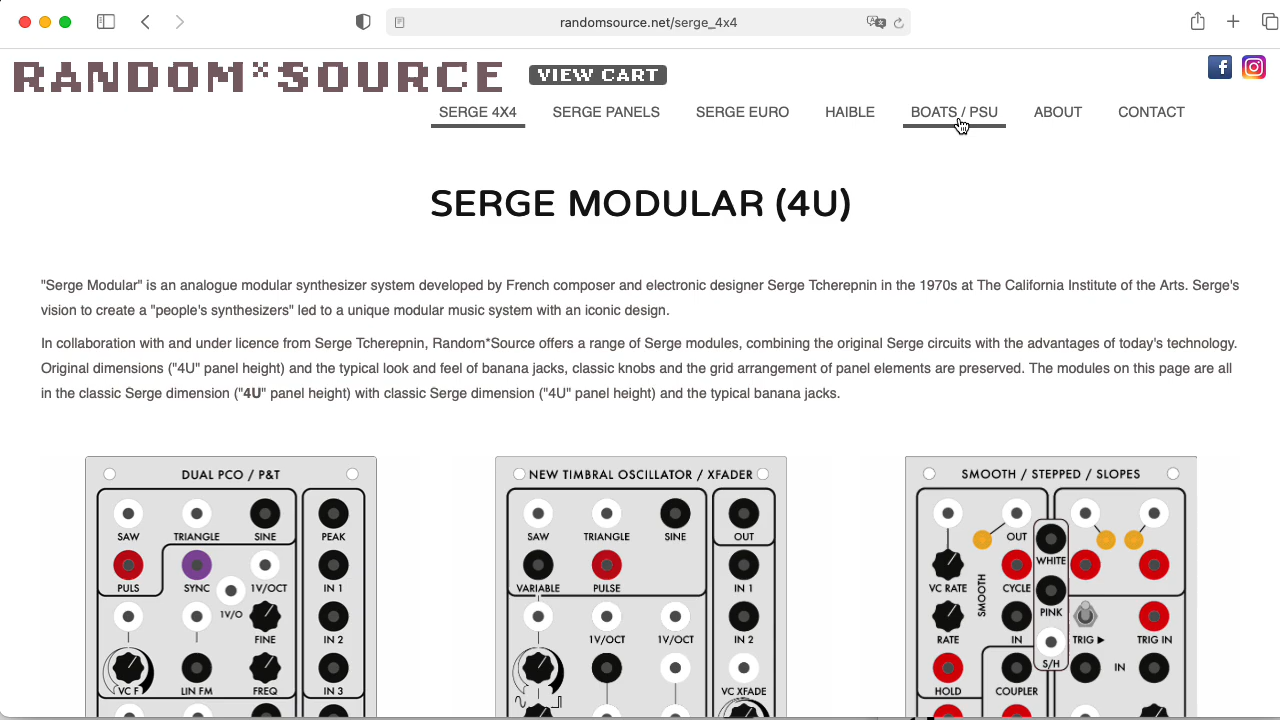 randomsource.net/serge_4x4
RANDOM*SOURCE
VIEW CART
SERGE 4X4 SERGE PANELS SERGE EURO HAIBLE BOATS / PSU ABOUT CONTACT
SERGE MODULAR (4U)
"Serge Modular" is an analogue modular synthesizer system developed by French composer and electronic designer Serge Tcherepnin in the 1970s at The California Institute of the Arts. Serge's
vision to create a "people's synthesizers" led to a unique modular music system with an iconic design.
In collaboration with and under licence from Serge Tcherepnin, Random*Source offers a range of Serge modules, combining the original Serge circuits with the advantages of today's technology.
Original dimensions ("4U" panel height) and the typical look and feel of banana jacks, classic knobs and the grid arrangement of panel elements are preserved. The modules on this page are all
in the classic Serge dimension ("4U" panel height) with classic Serge dimension ("4U" panel height) and the typical banana jacks.
DUAL PCO / P&T
SAW TRIANGLE SINE PEAK
PULS SYNC 1V/OCT IN 1
1V/O
FINE IN 2
VC F LIN FM FREQ IN 3
NEW TIMBRAL OSCILLATOR / XFADER
SAW TRIANGLE SINE OUT
VARIABLE PULSE IN 1
1V/OCT 1V/OCT IN 2
VC XFADE
SMOOTH / STEPPED / SLOPES
OUT
WHITE
VC RATE SMOOTH CYCLE
PINK
RATE IN TRIG ▶ TRIG IN
S/H
IN
HOLD COUPLER